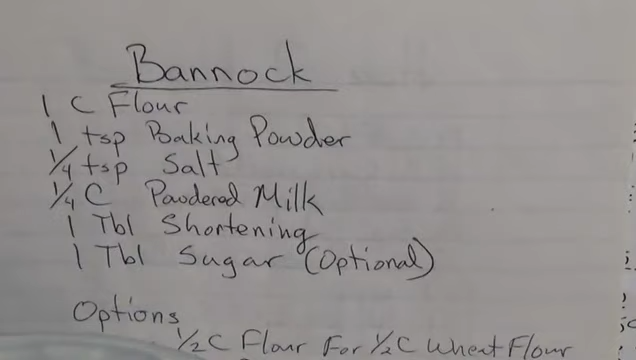 Bannock
1 C Flour
1 tsp Baking Powder
1/4 tsp Salt
1/4 C Powdered Milk
1 Tbl Shortening
1 Tbl Sugar (Optional)
Options
1/2 C Flour For 1/2 C Wheat Flour